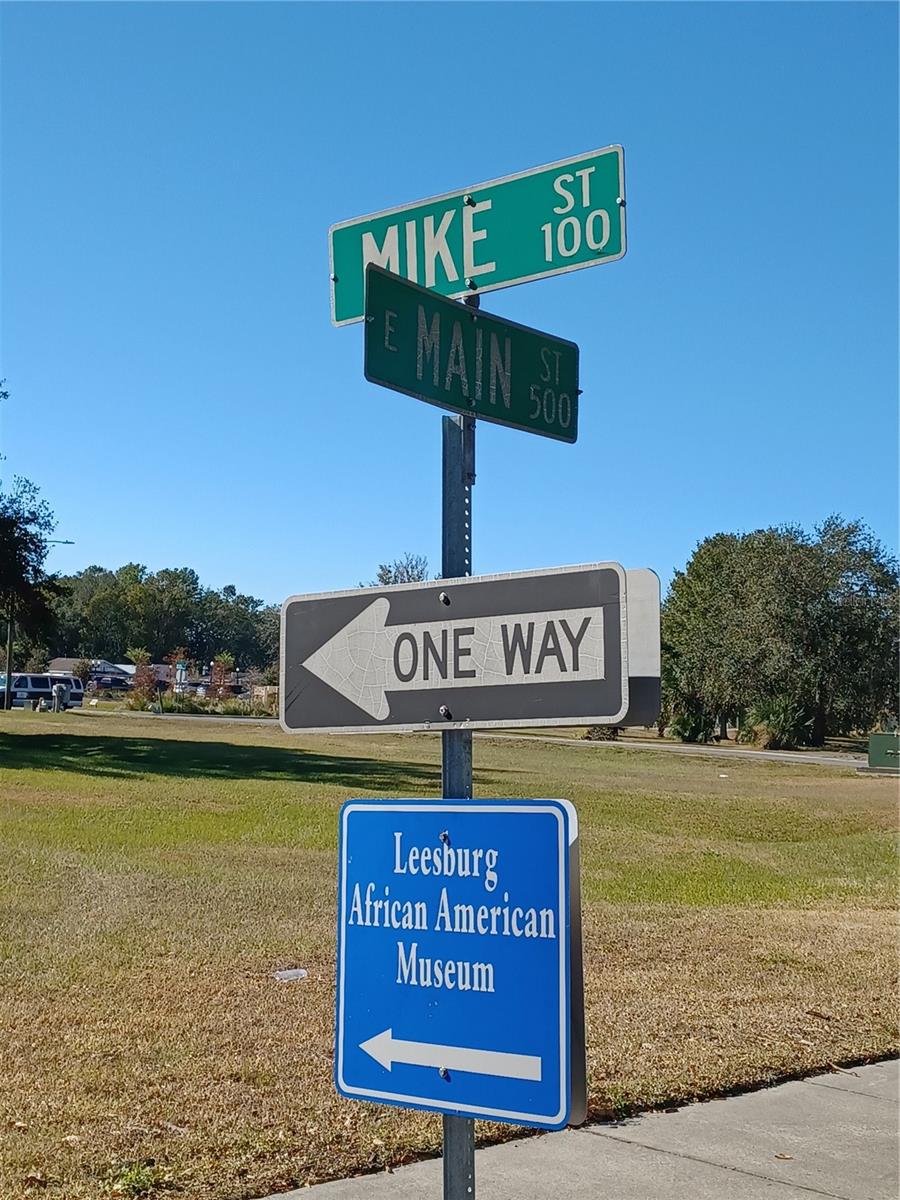 MIKE ST
100
E MAIN ST
500
ONE WAY
Leesburg
African American
Museum